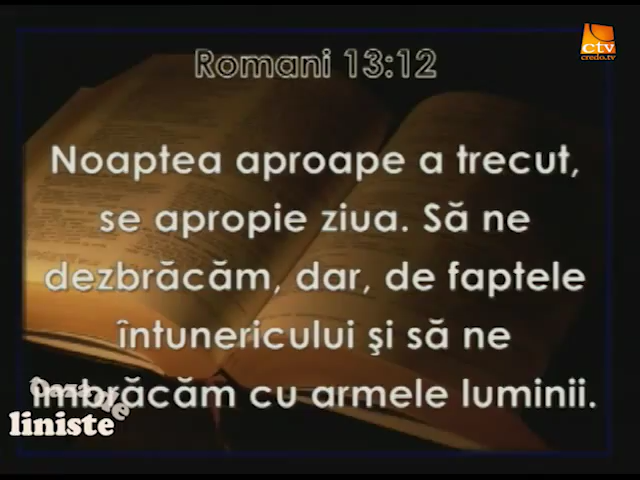 ctv
credo.tv
Romani 13:12
Noaptea aproape a trecut,
se apropie ziua. Să ne
dezbrăcăm, dar, de faptele
întunericului şi să ne
îmbrăcăm cu armele luminii.
de
liniste